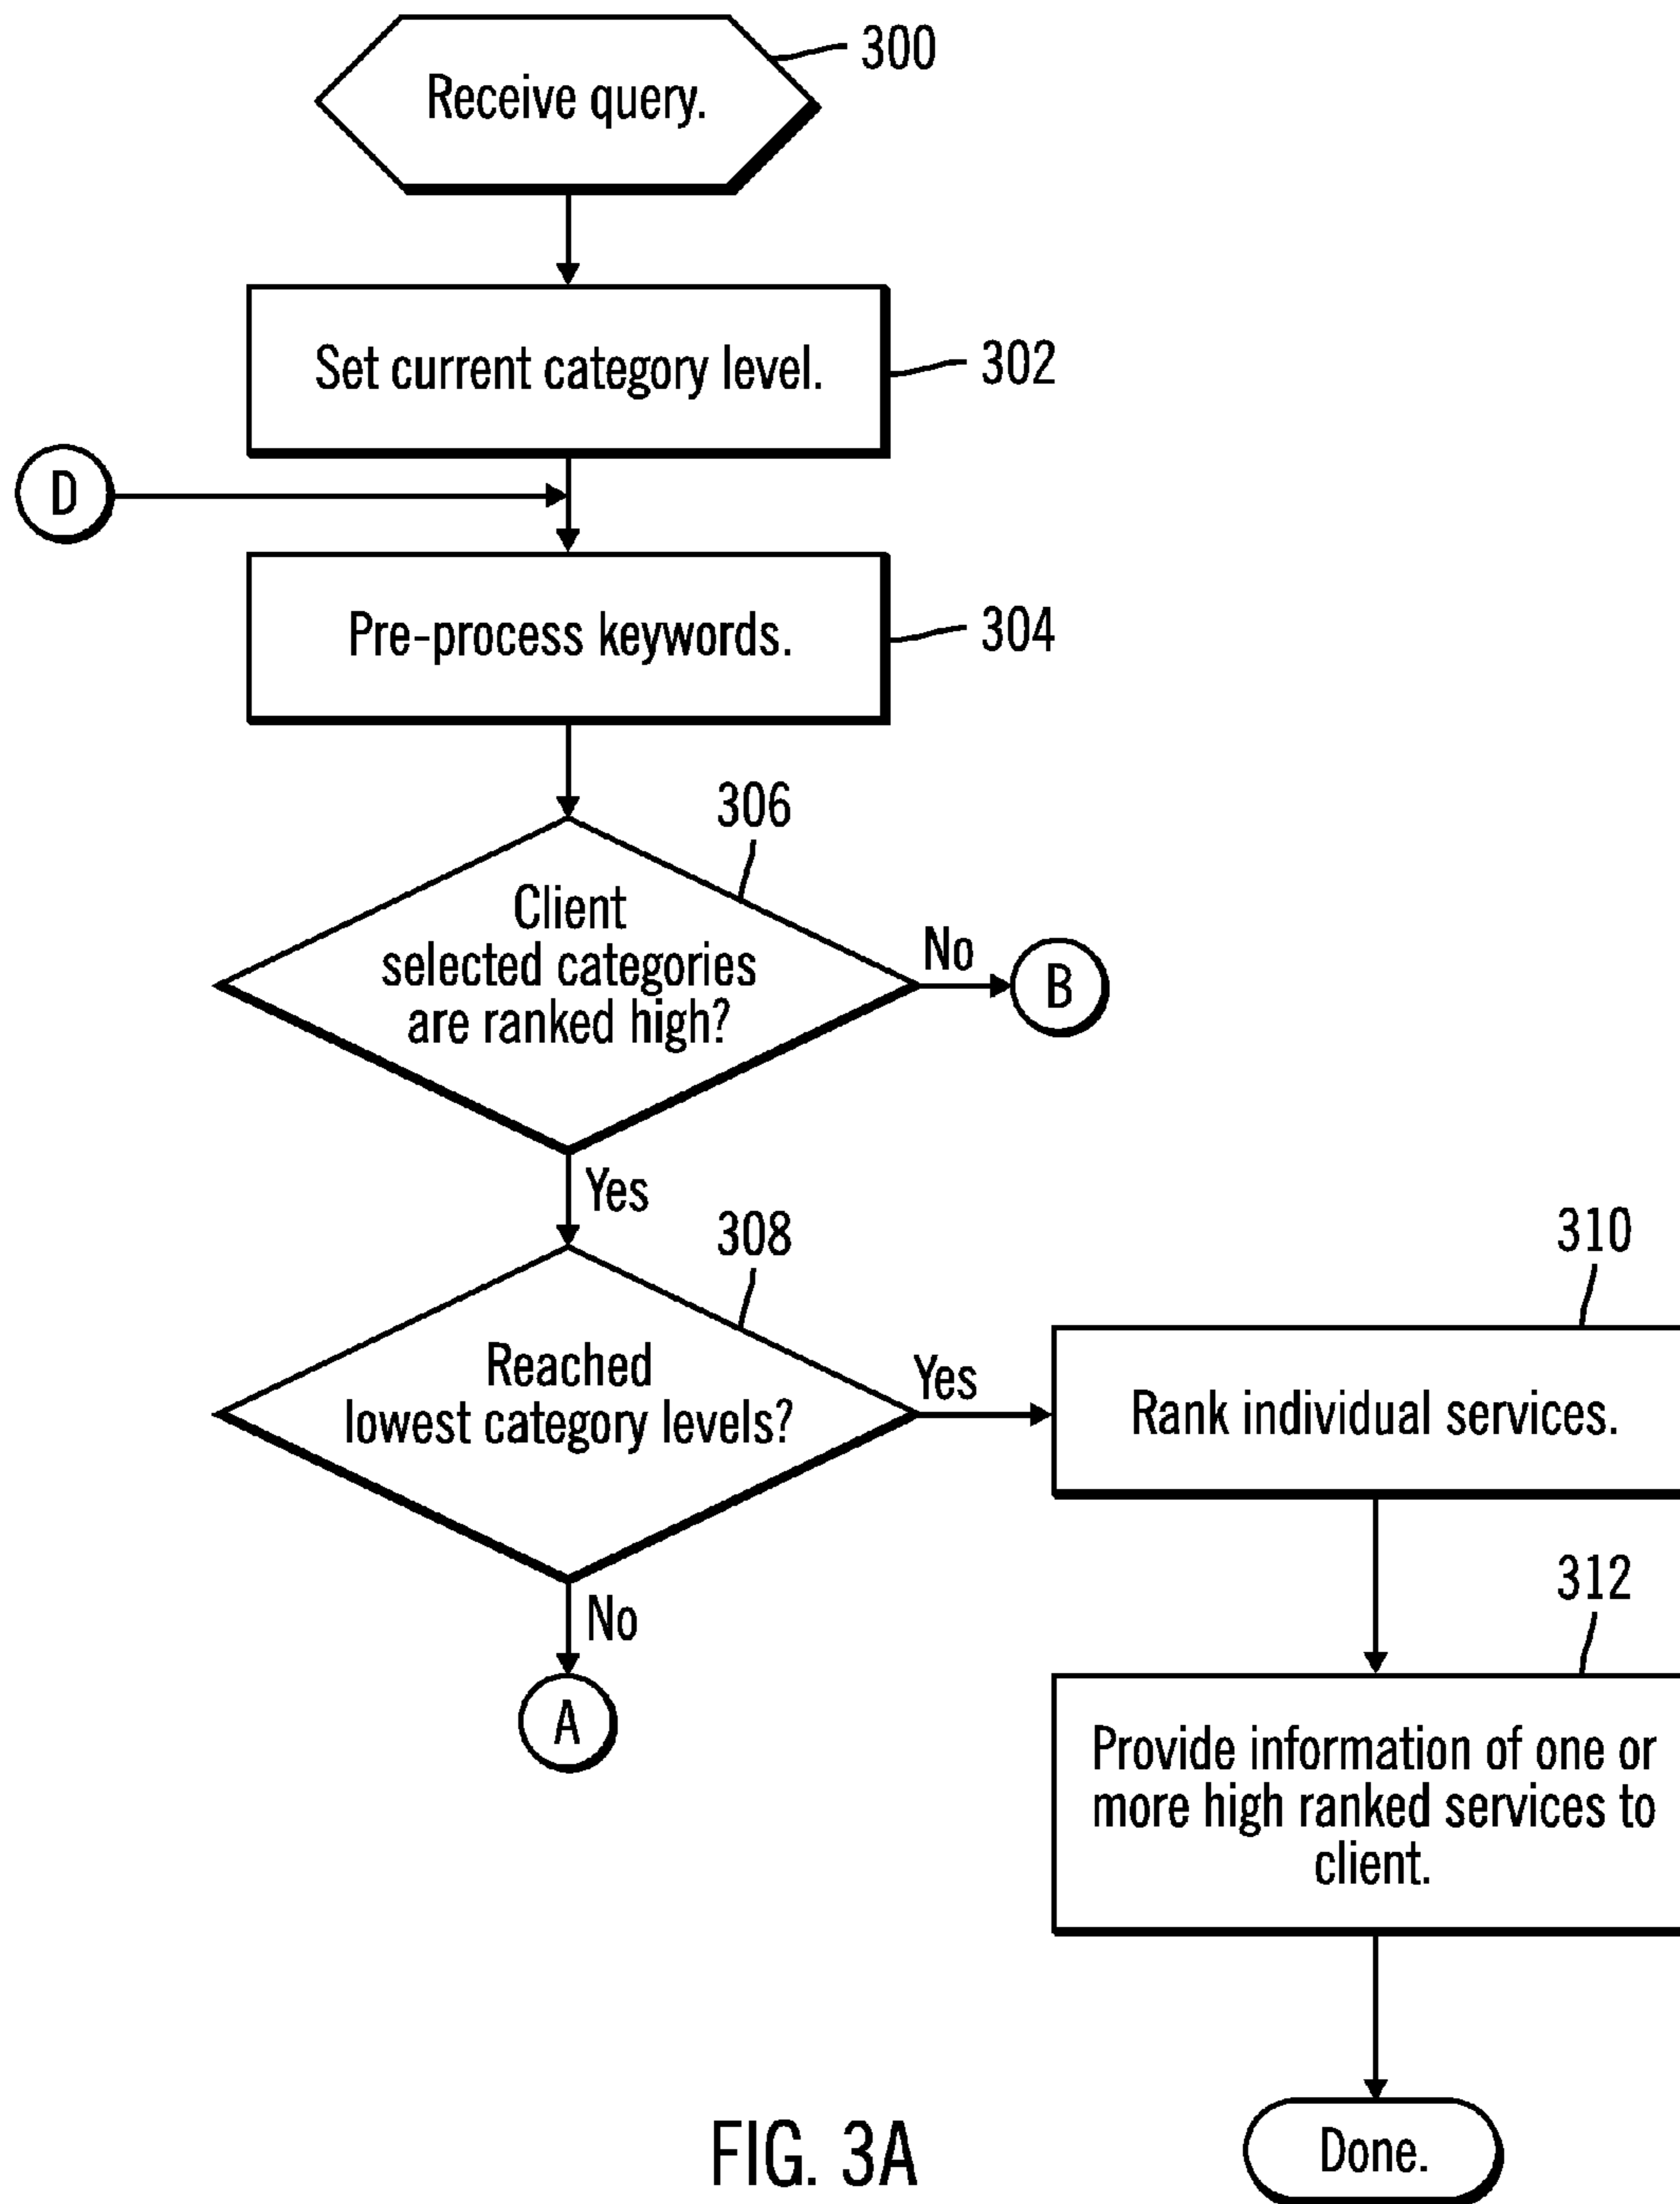 300
Receive query.
Set current category level.
302
D
Pre-process keywords.
304
306
Client
selected categories
are ranked high?
No
B
Yes
308
310
Reached
lowest category levels?
Yes
Rank individual services.
312
No
A
Provide information of one or
more high ranked services to
client.
FIG. 3A
Done.